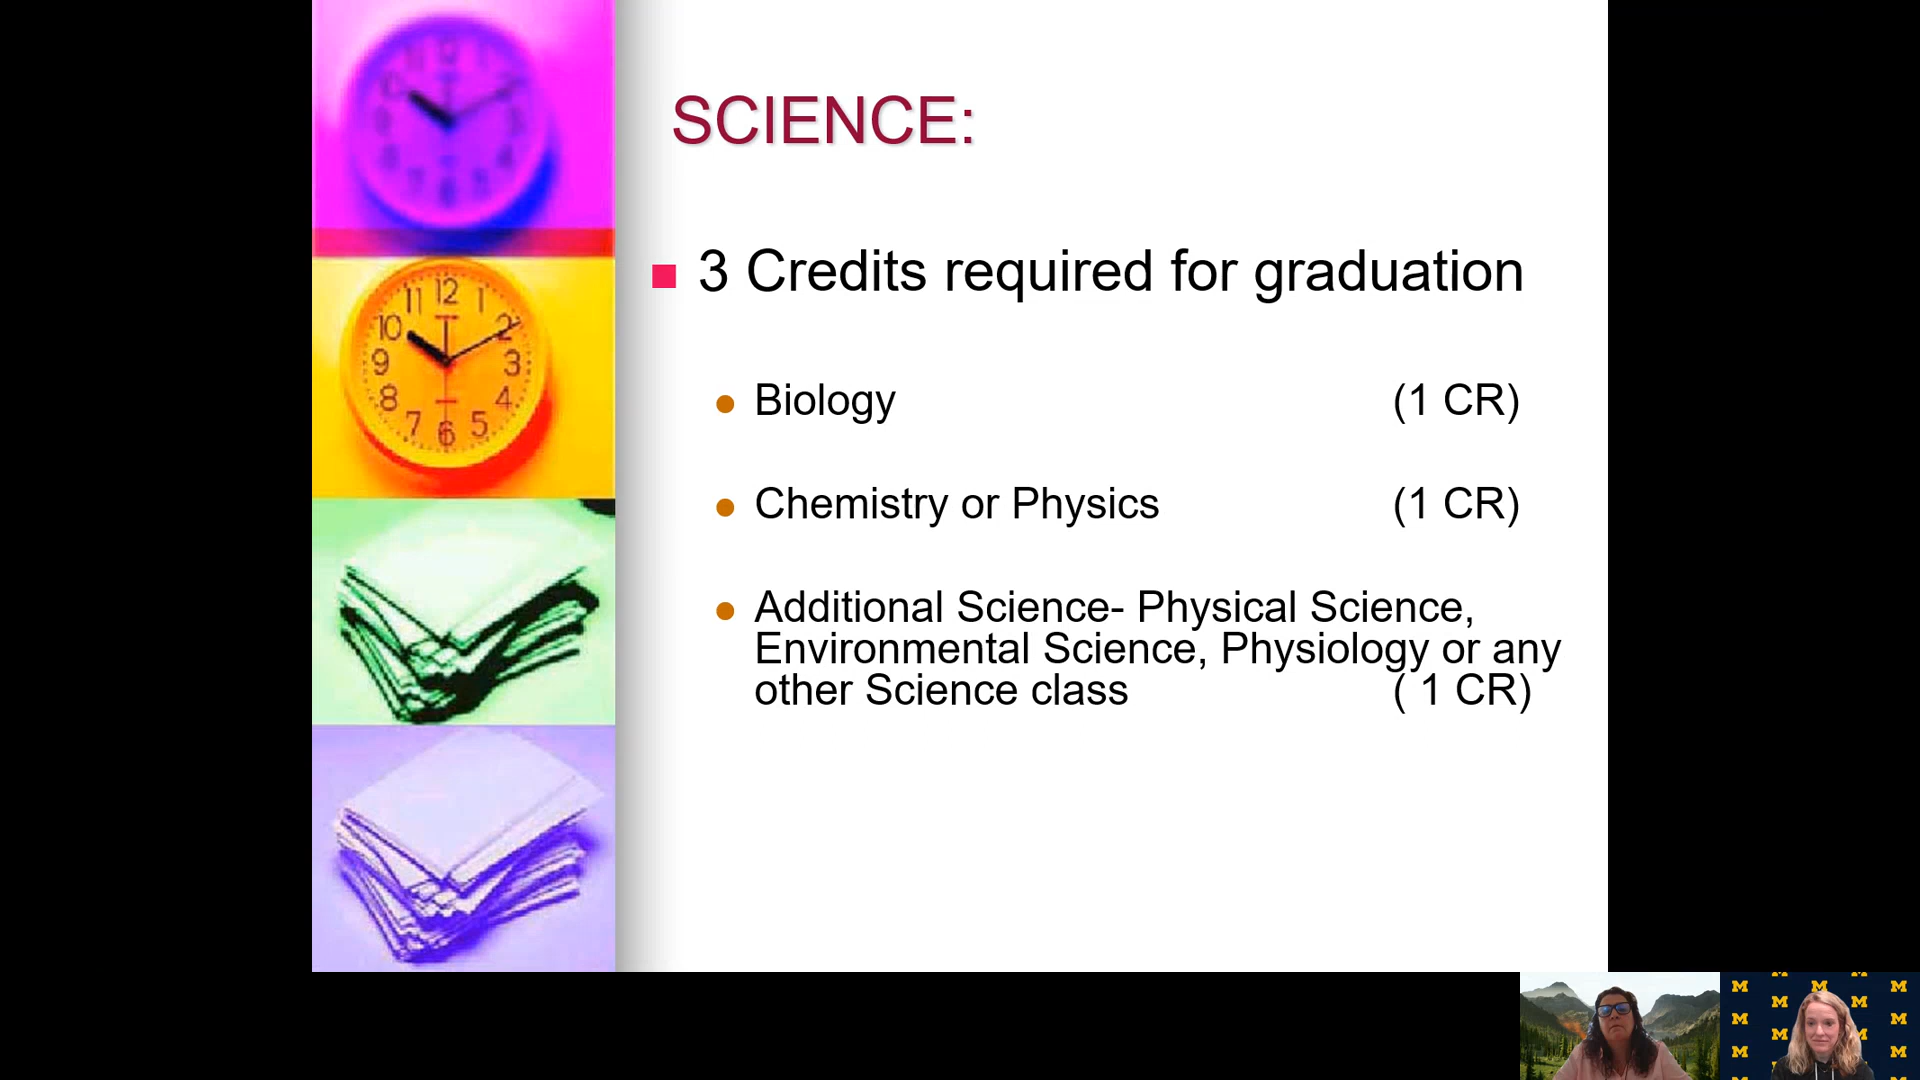 SCIENCE:
3 Credits required for graduation
Biology (1 CR)
Chemistry or Physics (1 CR)
Additional Science- Physical Science,
Environmental Science, Physiology or any
other Science class ( 1 CR)